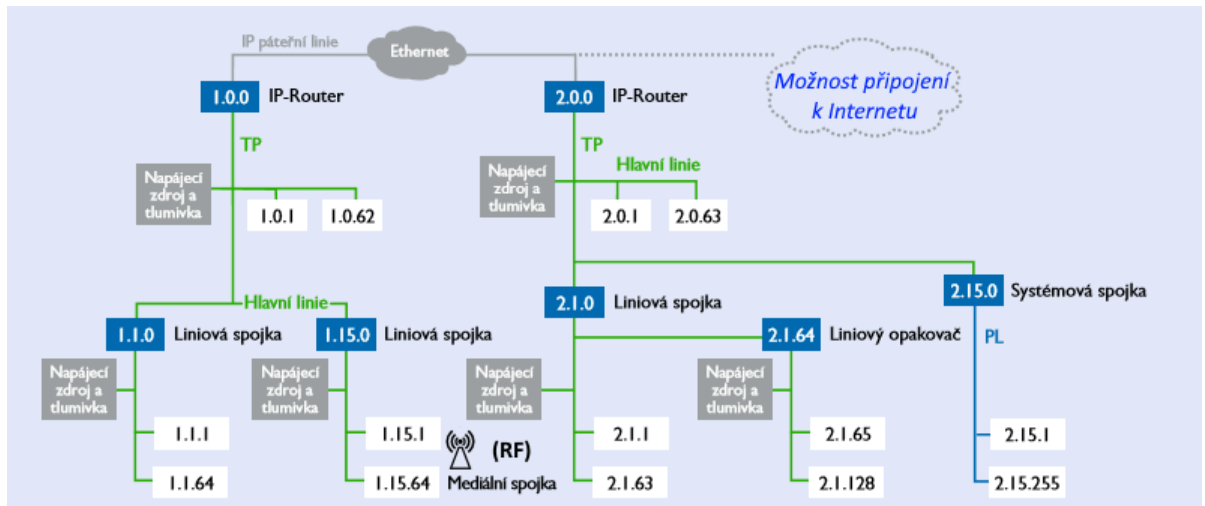 IP páteřní linie
Ethernet
Možnost připojení
k Internetu
1.0.0 IP-Router
2.0.0 IP-Router
TP
TP
Hlavní linie
Napájecí
zdroj a
tlumivka
1.0.1
1.0.62
Napájecí
zdroj a
tlumivka
2.0.1
2.0.63
Hlavní linie
1.1.0 Liniová spojka
1.15.0 Liniová spojka
2.1.0 Liniová spojka
2.1.64 Liniový opakovač
2.15.0 Systémová spojka
PL
Napájecí
zdroj a
tlumivka
1.1.1
1.1.64
Napájecí
zdroj a
tlumivka
1.15.1
(RF)
1.15.64 Mediální spojka
Napájecí
zdroj a
tlumivka
2.1.1
2.1.63
Napájecí
zdroj a
tlumivka
2.1.65
2.1.128
2.15.1
2.15.255